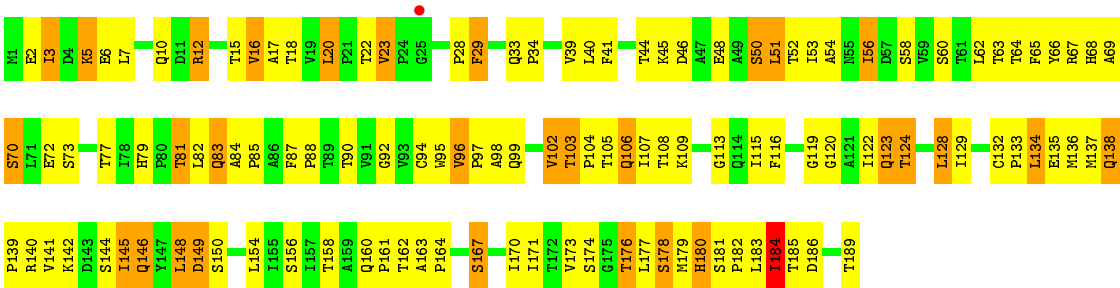 M1 E2 I3 D4 K5 E6 L7 Q10 D11 R12 T15 V16 A17 T18 V19 L20 P21 T22 V23 P24 G25 P28 F29 Q33 P34 V39 L40 F41 T44 K45 D46 A47 E48 A49 S50 L51 T52 I53 A54 N55 I56 D57 S58 V59 S60 T61 L62 T63 T64 F65 Y66 R67 H68 A69
S70 L71 E72 S73 T77 I78 H79 P80 T81 L82 Q83 A84 P85 A86 F87 P88 T89 T90 V91 G92 V93 C94 W95 V96 P97 A98 Q99 V102 T103 P104 T105 Q106 I107 T108 K109 G113 Q114 I115 F116 G119 G120 A121 I122 Q123 T124 L128 I129 C132 P133 L134 E135 M136 M137 Q138
P139 R140 V141 K142 D143 S144 I145 Q146 Y147 L148 D149 S150 L154 I155 S156 I157 T158 A159 Q160 P161 T162 A163 P164 S167 I170 I171 T172 V173 S174 G175 T176 L177 S178 M179 H180 S181 P182 L183 I184 T185 D186 T189